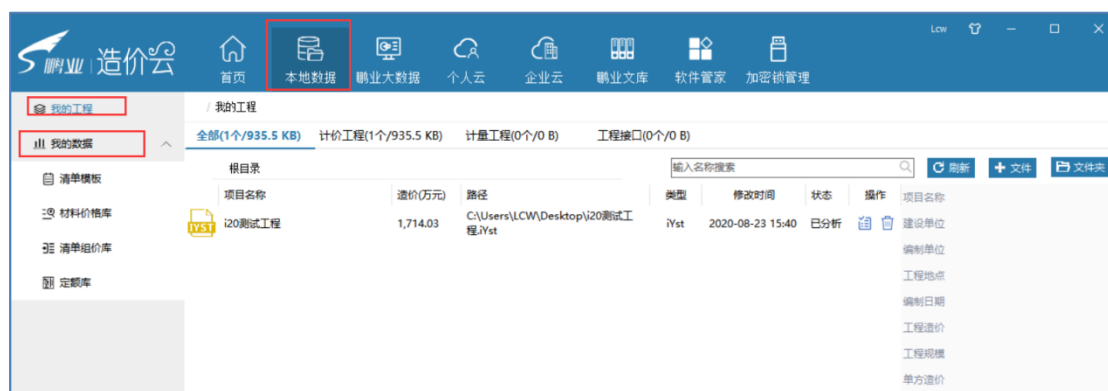 Lcw
鹏业 造价云
首页 本地数据 鹏业大数据 个人云 企业云 鹏业文库 软件管家 加密锁管理
我的工程
/ 我的工程
我的数据
全部(1个/935.5 KB) 计价工程(1个/935.5 KB) 计量工程(0个/0 B) 工程接口(0个/0 B)
根目录 输入名称搜索 刷新 文件 文件夹
清单模板
项目名称 造价(万元) 路径 类型 修改时间 状态 操作 项目名称
材料价格库
IYST i20测试工程 1,714.03 C:\Users\LCW\Desktop\i20测试工
程.iYst iYst 2020-08-23 15:40 已分析 建设单位
清单组价库
编制单位
定额库
工程地点
编制日期
工程造价
工程规模
单方造价